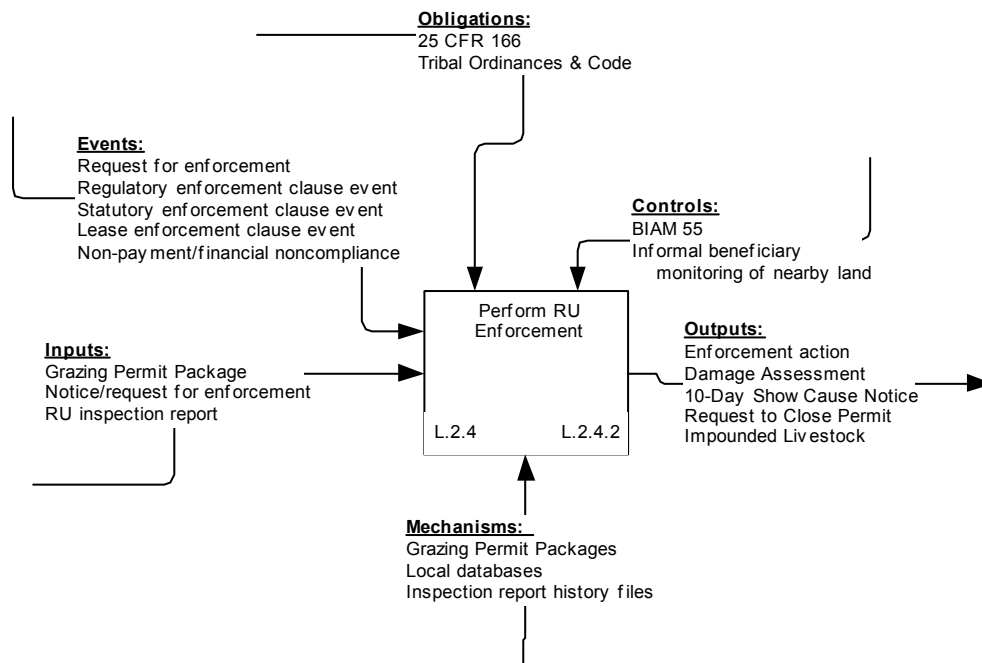 Obligations:
25 CFR 166
Tribal Ordinances & Code
Events:
Request for enforcement
Regulatory enforcement clause event
Statutory enforcement clause event
Lease enforcement clause event
Non-payment/financial noncompliance
Controls:
BIAM 55
Informal beneficiary
monitoring of nearby land
Perform RU
Enforcement
L.2.4 L.2.4.2
Inputs:
Grazing Permit Package
Notice/request for enforcement
RU inspection report
Outputs:
Enforcement action
Damage Assessment
10-Day Show Cause Notice
Request to Close Permit
Impounded Livestock
Mechanisms:
Grazing Permit Packages
Local databases
Inspection report history files